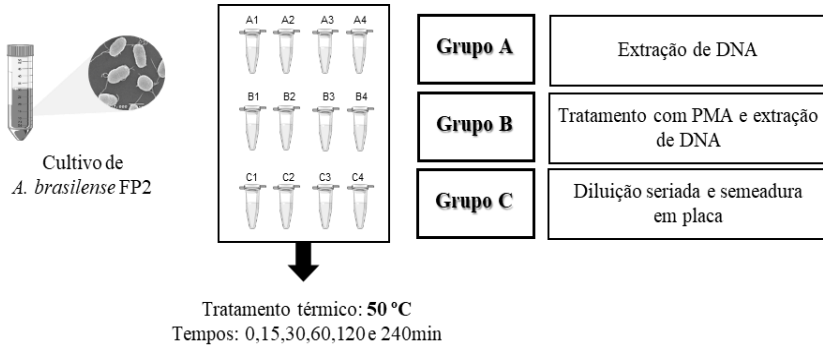 A1 A2 A3 A4
B1 B2 B3 B4
C1 C2 C3 C4
Cultivo de
A. brasilense FP2
Grupo A
Extração de DNA
Grupo B
Tratamento com PMA e extração
de DNA
Grupo C
Diluição seriada e semeadura
em placa
Tratamento térmico: 50 ºC
Tempos: 0,15,30,60,120 e 240min